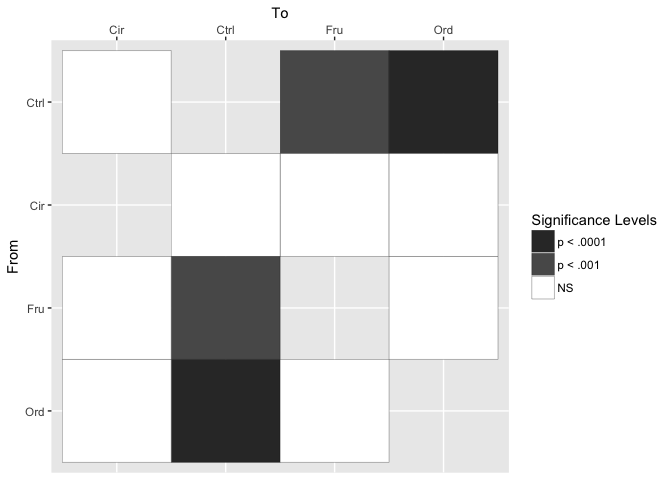 To
Cir Ctrl Fru Ord
Ctrl
Cir
Fru
Ord
From
Significance Levels
p < .0001
p < .001
NS